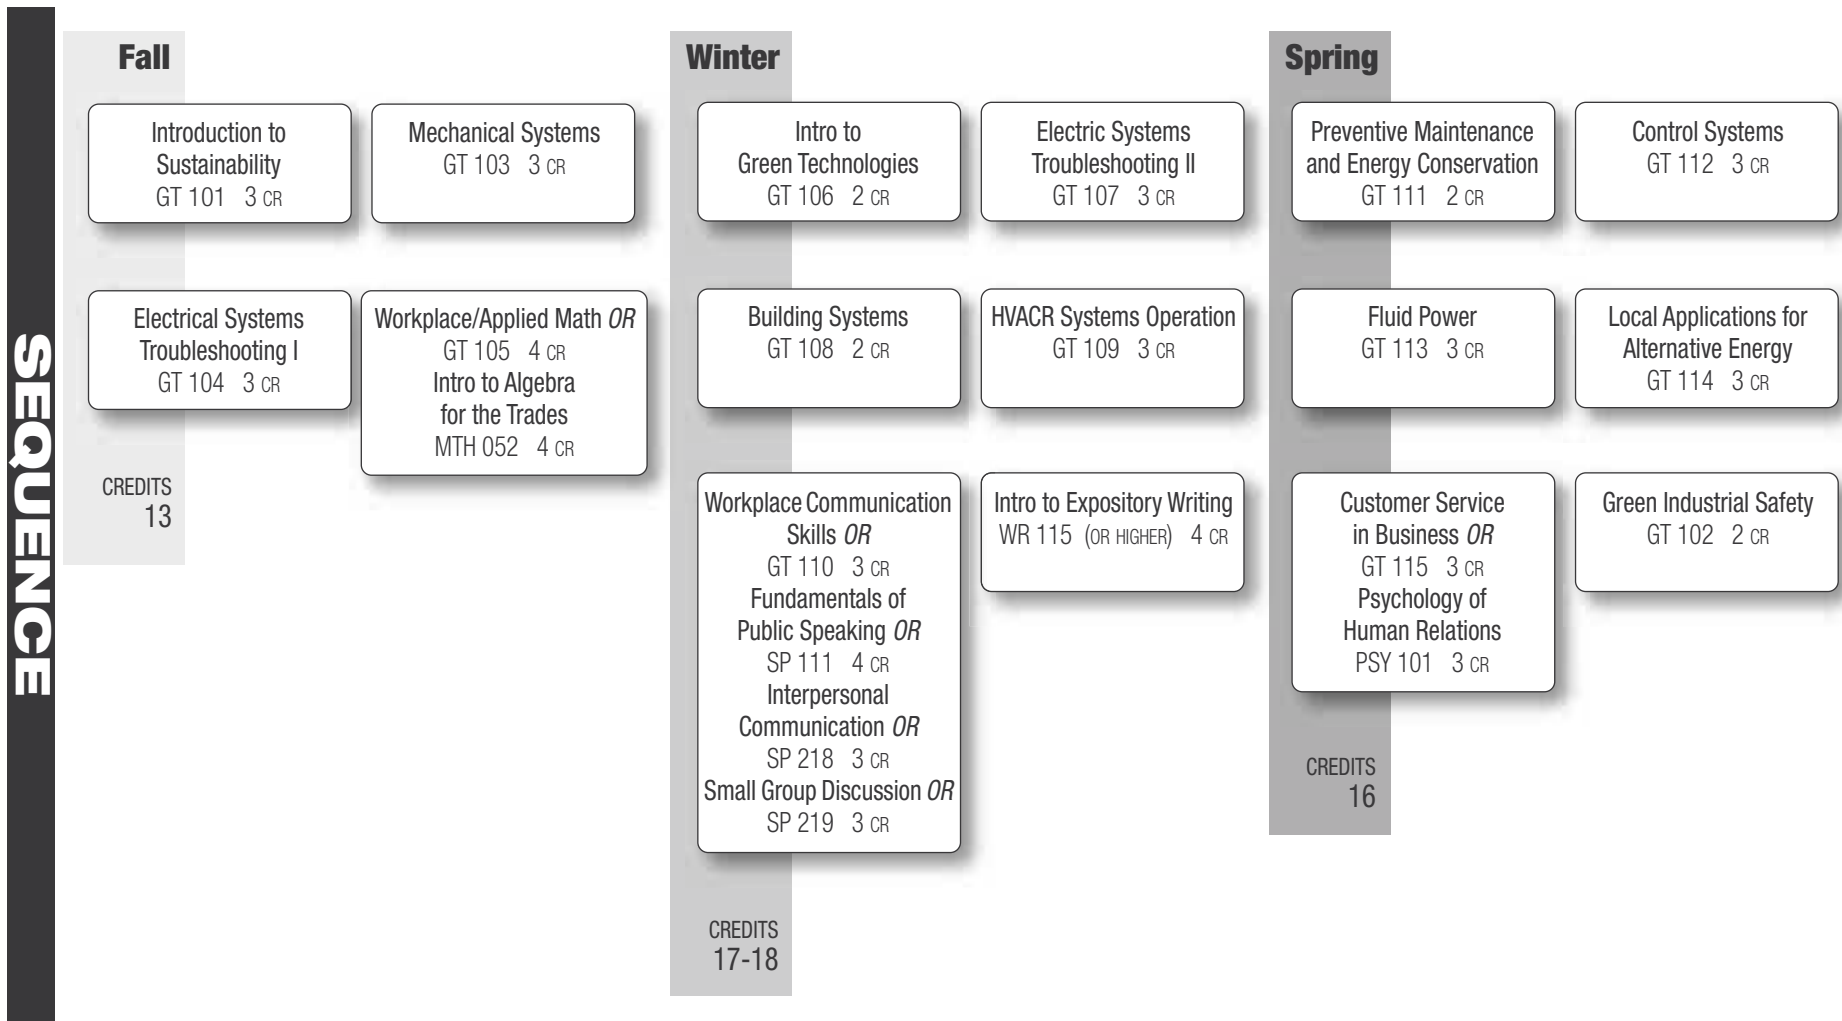 SEQUENCE
Fall
Introduction to
Sustainability
GT 101 3 CR
Mechanical Systems
GT 103 3 CR
Electrical Systems
Troubleshooting I
GT 104 3 CR
Workplace/Applied Math OR
GT 105 4 CR
Intro to Algebra
for the Trades
MTH 052 4 CR
CREDITS
13
Winter
Intro to
Green Technologies
GT 106 2 CR
Electric Systems
Troubleshooting II
GT 107 3 CR
Building Systems
GT 108 2 CR
HVACR Systems Operation
GT 109 3 CR
Workplace Communication
Skills OR
GT 110 3 CR
Fundamentals of
Public Speaking OR
SP 111 4 CR
Interpersonal
Communication OR
SP 218 3 CR
Small Group Discussion OR
SP 219 3 CR
Intro to Expository Writing
WR 115 (OR HIGHER) 4 CR
CREDITS
17-18
Spring
Preventive Maintenance
and Energy Conservation
GT 111 2 CR
Control Systems
GT 112 3 CR
Fluid Power
GT 113 3 CR
Local Applications for
Alternative Energy
GT 114 3 CR
Customer Service
in Business OR
GT 115 3 CR
Psychology of
Human Relations
PSY 101 3 CR
Green Industrial Safety
GT 102 2 CR
CREDITS
16